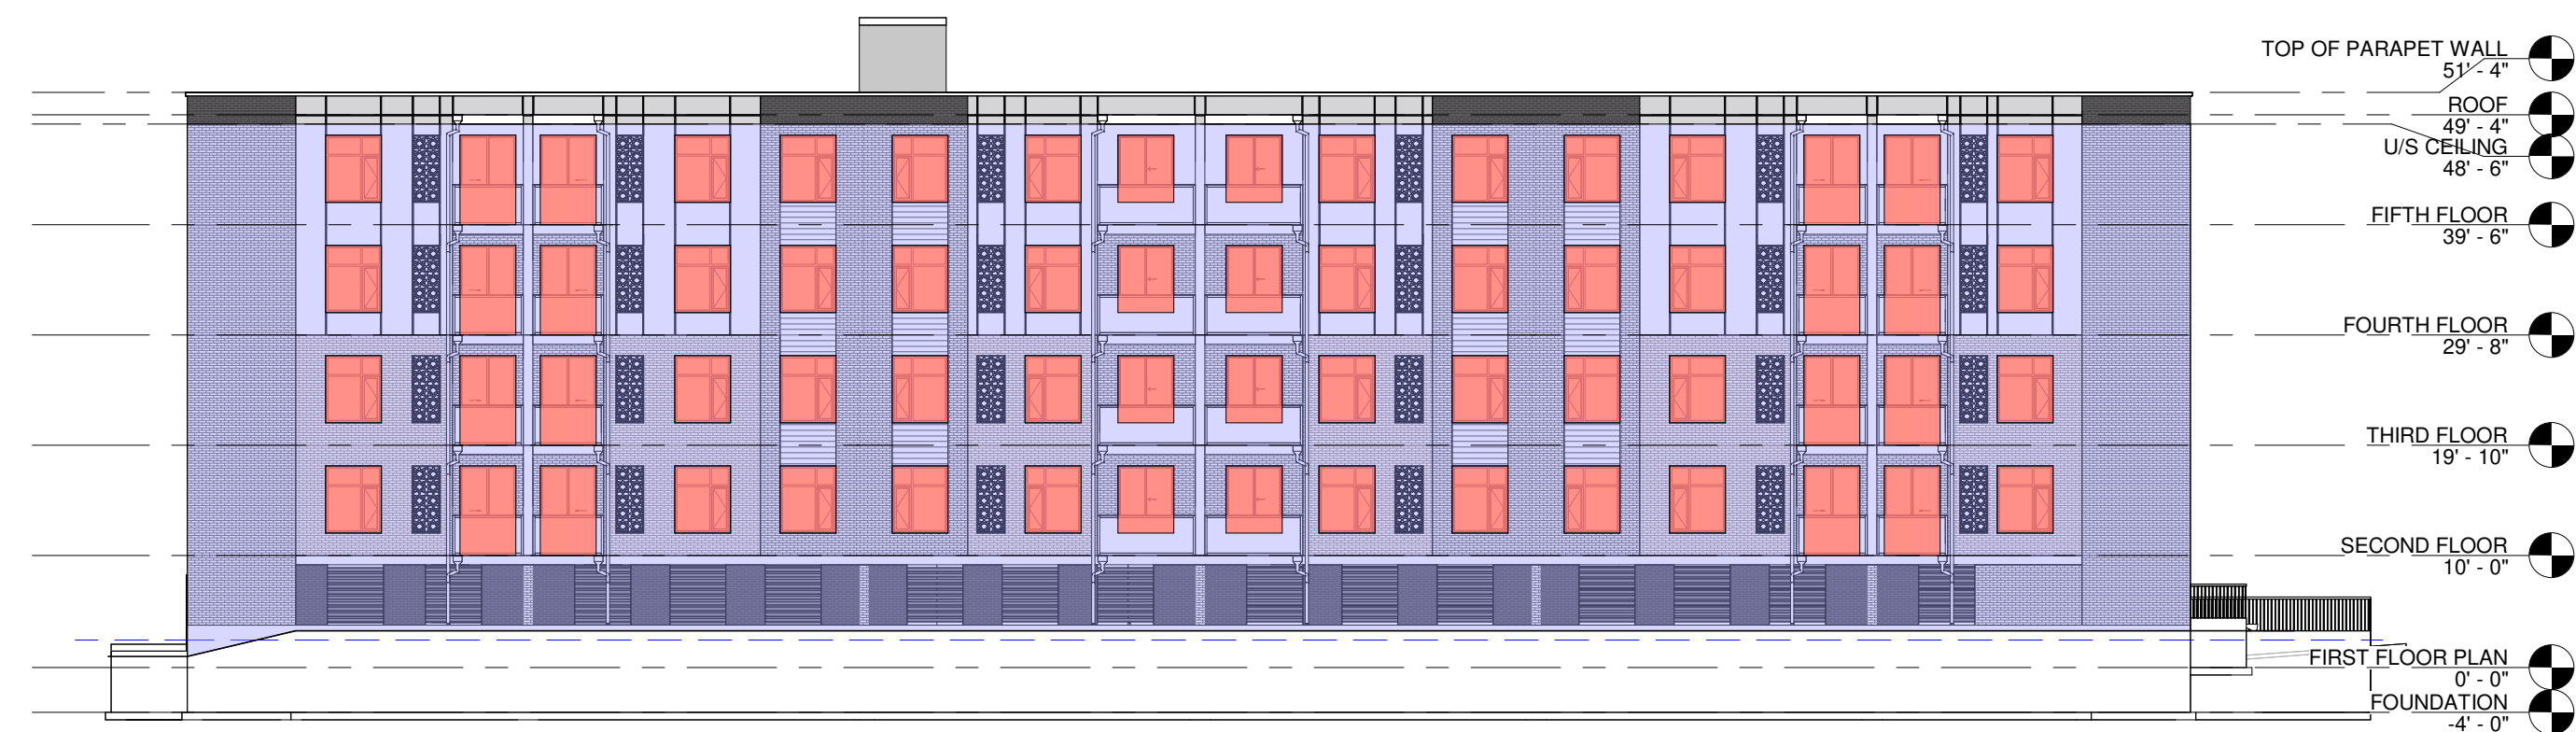 TOP OF PARAPET WALL
51' - 4"
ROOF
49' - 4"
U/S CEILING
48' - 6"
FIFTH FLOOR
39' - 6"
FOURTH FLOOR
29' - 8"
THIRD FLOOR
19' - 10"
SECOND FLOOR
10' - 0"
FIRST FLOOR PLAN
0' - 0"
FOUNDATION
-4' - 0"